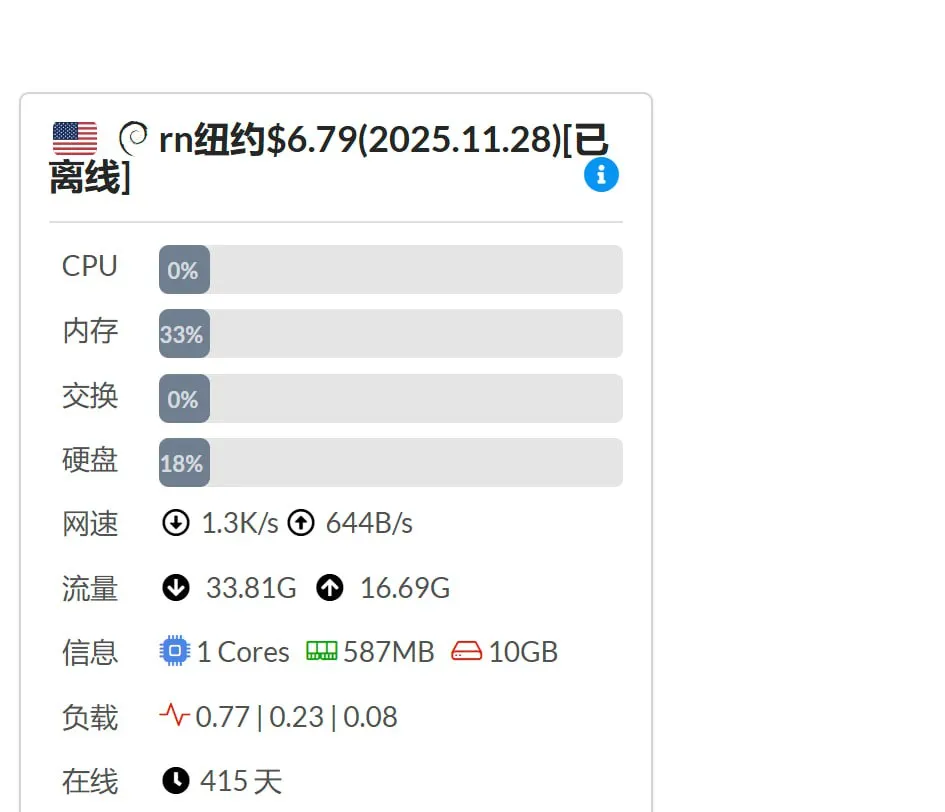 rn纽约$6.79(2025.11.28)[已
离线]
CPU 0%
内存 33%
交换 0%
硬盘 18%
网速 1.3K/s 644B/s
流量 33.81G 16.69G
信息 1 Cores 587MB 10GB
负载 0.77 | 0.23 | 0.08
在线 415 天